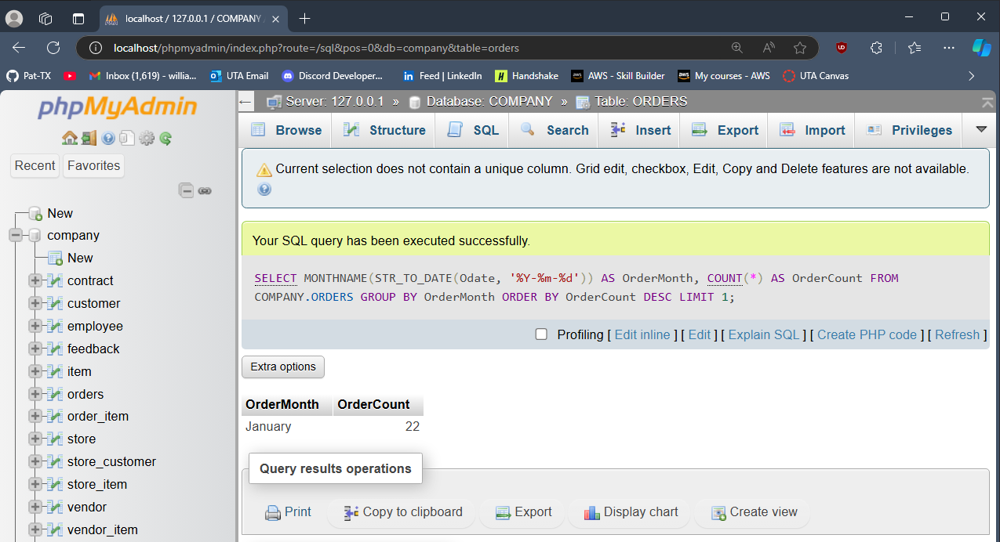 localhost / 127.0.0.1 / COMPANY
localhost/phpmyadmin/index.php?route=/sql&pos=0&db=company&table=orders
Pat-TX
Inbox (1,619) - willia...
UTA Email
Discord Developer...
Feed | LinkedIn
Handshake
AWS - Skill Builder
My courses - AWS
UTA Canvas
phpMyAdmin
Recent
Favorites
New
company
New
contract
customer
employee
feedback
item
orders
order_item
store
store_customer
store_item
vendor
vendor_item
Server: 127.0.0.1 » Database: COMPANY » Table: ORDERS
Browse
Structure
SQL
Search
Insert
Export
Import
Privileges
Current selection does not contain a unique column. Grid edit, checkbox, Edit, Copy and Delete features are not available.
Your SQL query has been executed successfully.
SELECT MONTHNAME(STR_TO_DATE(Odate, '%Y-%m-%d')) AS OrderMonth, COUNT(*) AS OrderCount FROM
COMPANY.ORDERS GROUP BY OrderMonth ORDER BY OrderCount DESC LIMIT 1;
Profiling [ Edit inline ] [ Edit ] [ Explain SQL ] [ Create PHP code ] [ Refresh ]
Extra options
OrderMonth OrderCount
January 22
Query results operations
Print
Copy to clipboard
Export
Display chart
Create view